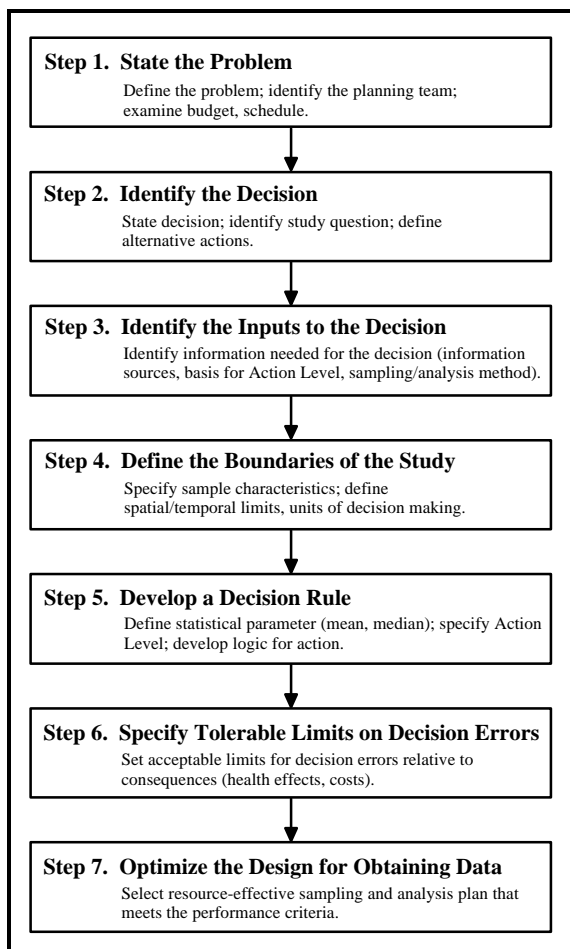 Step 1. State the Problem
Define the problem; identify the planning team;
examine budget, schedule.
Step 2. Identify the Decision
State decision; identify study question; define
alternative actions.
Step 3. Identify the Inputs to the Decision
Identify information needed for the decision (information
sources, basis for Action Level, sampling/analysis method).
Step 4. Define the Boundaries of the Study
Specify sample characteristics; define
spatial/temporal limits, units of decision making.
Step 5. Develop a Decision Rule
Define statistical parameter (mean, median); specify Action
Level; develop logic for action.
Step 6. Specify Tolerable Limits on Decision Errors
Set acceptable limits for decision errors relative to
consequences (health effects, costs).
Step 7. Optimize the Design for Obtaining Data
Select resource-effective sampling and analysis plan that
meets the performance criteria.